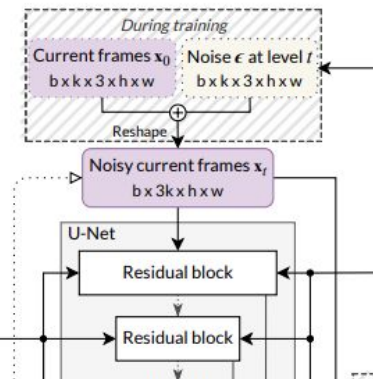 During training
Current frames x₀
b x k x 3 x h x w
Noise ϵ at level t
b x k x 3 x h x w
Reshape
Noisy current frames xₜ
b x 3k x h x w
U-Net
Residual block
Residual block